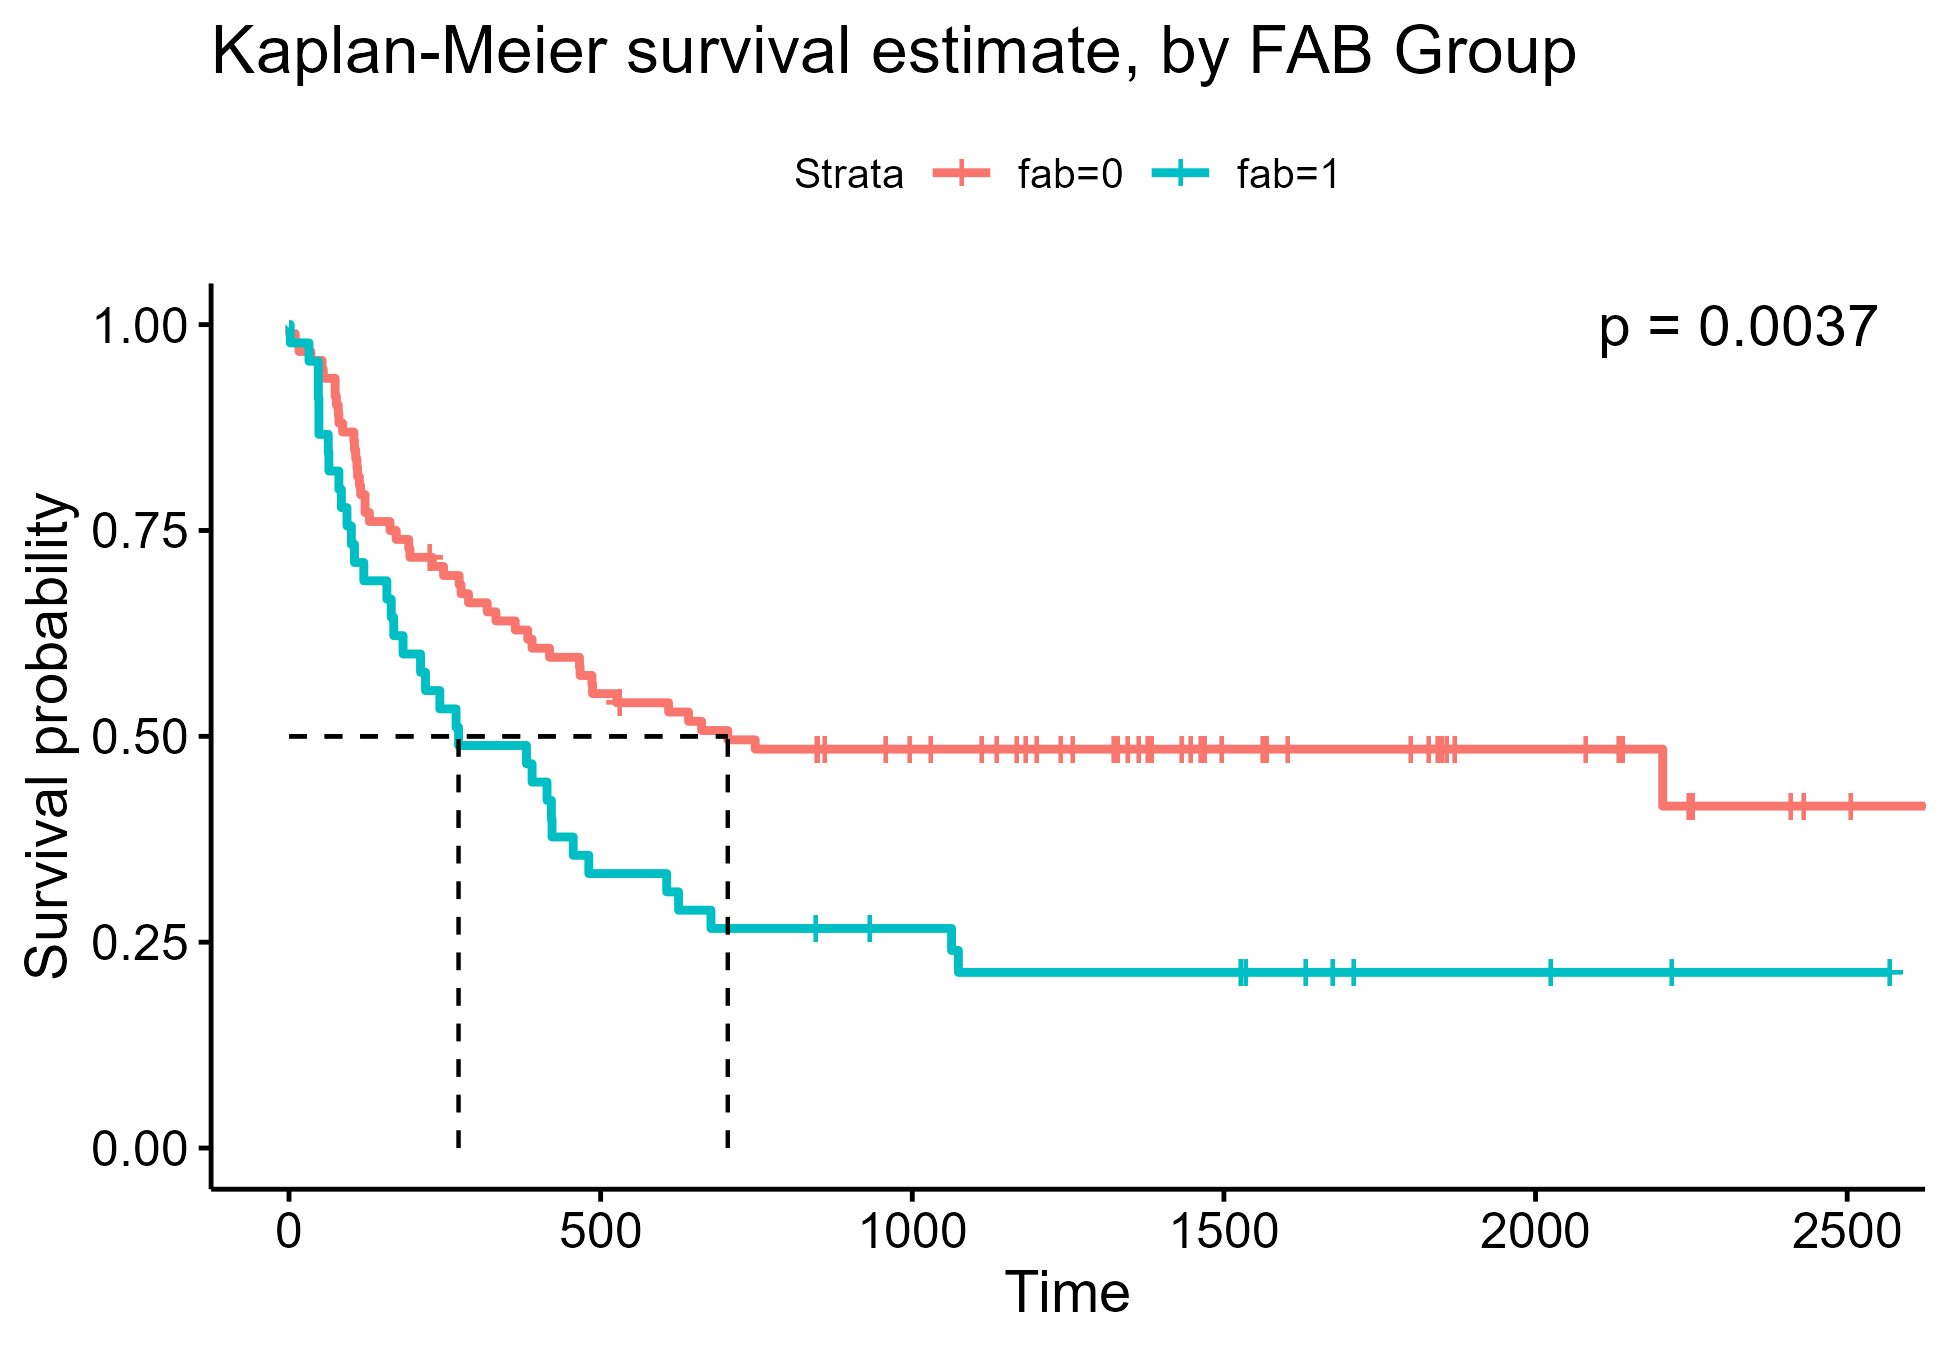 Kaplan-Meier survival estimate, by FAB Group
Strata fab=0 fab=1
p = 0.0037
Survival probability
1.00
0.75
0.50
0.25
0.00
0 500 1000 1500 2000 2500
Time